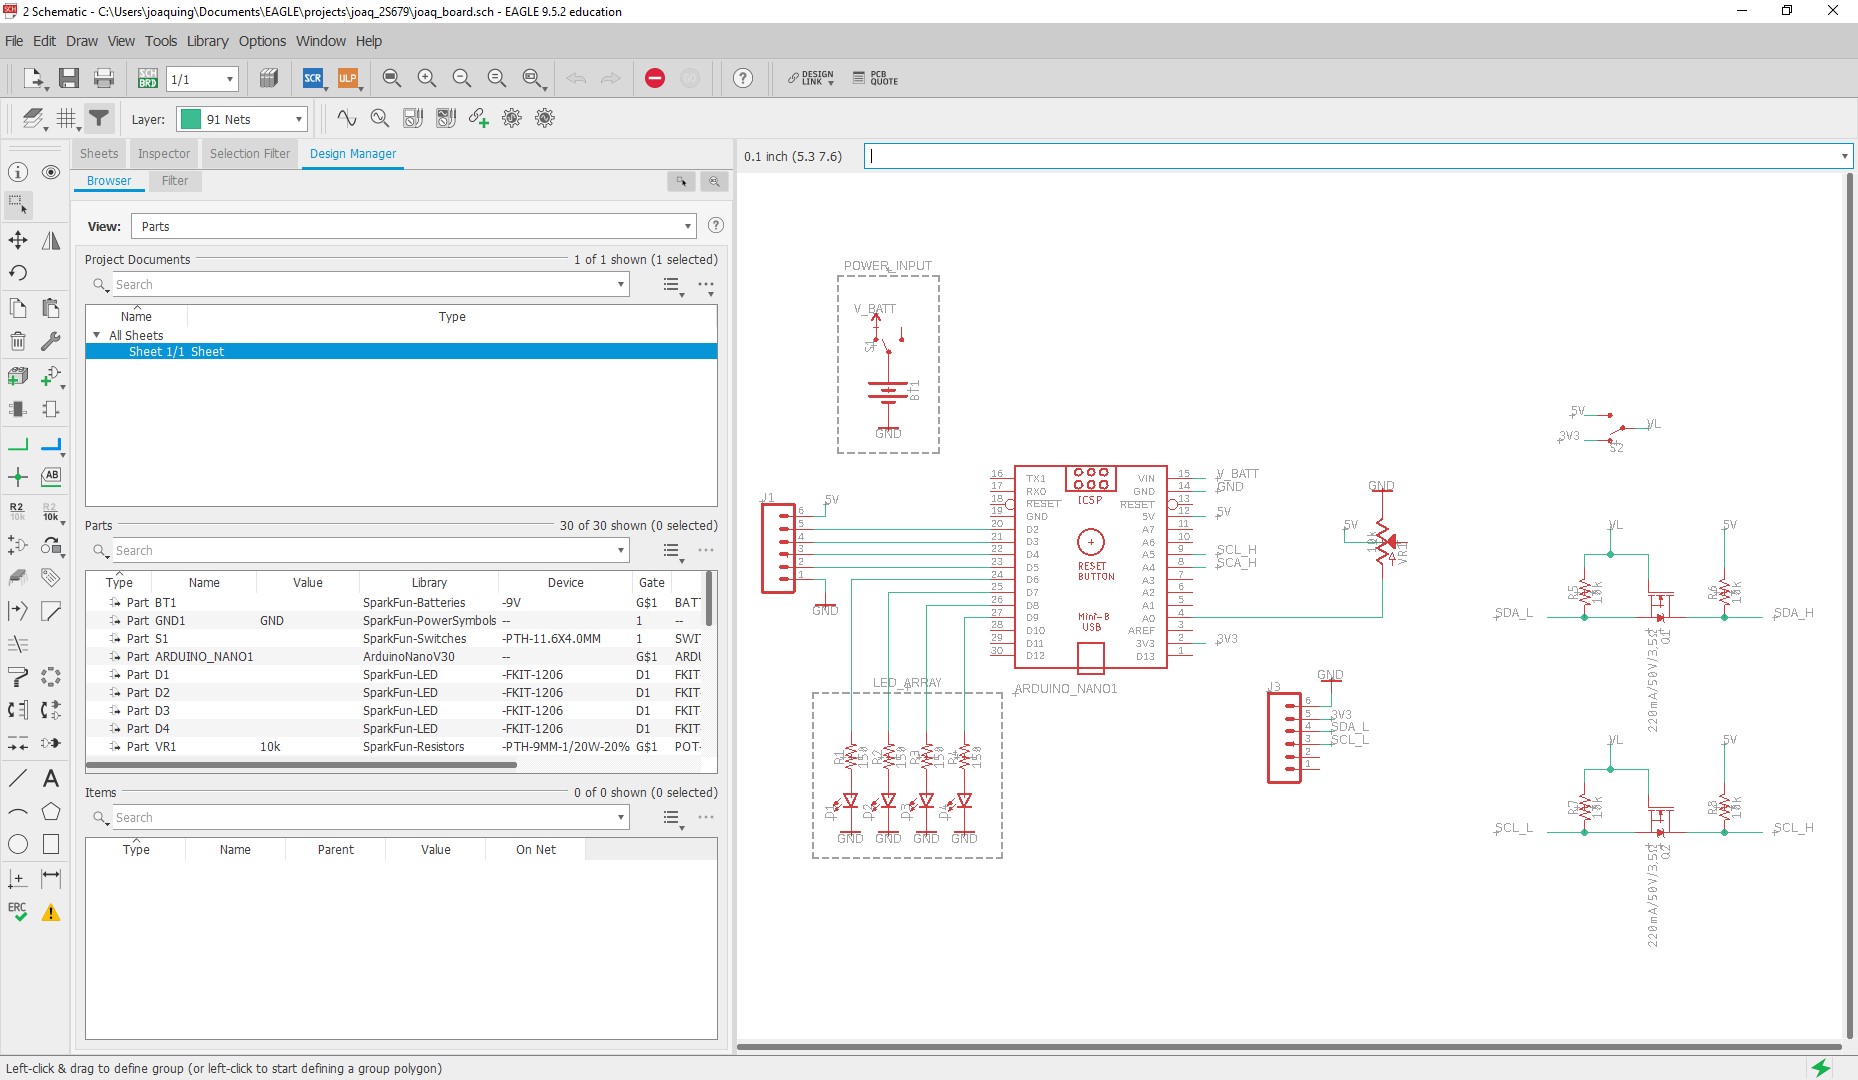 2 Schematic - C:\Users\joaquing\Documents\EAGLE\projects\joaq_2S679\joaq_board.sch - EAGLE 9.5.2 education
File Edit Draw View Tools Library Options Window Help
SCH BRD 1/1 SCR ULP DESIGN LINK PCB QUOTE
Layer: 91 Nets
Sheets Inspector Selection Filter Design Manager
0.1 inch (5.3 7.6)
Browser Filter
View: Parts
Project Documents 1 of 1 shown (1 selected)
Search
Name Type
All Sheets
Sheet 1/1 Sheet
Parts 30 of 30 shown (0 selected)
Search
Type Name Value Library Device Gate
Part BT1 SparkFun-Batteries -9V G$1 BAT
Part GND1 GND SparkFun-PowerSymbols -- 1 --
Part S1 SparkFun-Switches -PTH-11.6X4.0MM 1 SWI
Part ARDUINO_NANO1 ArduinoNanoV30 -- G$1 ARD
Part D1 SparkFun-LED -FKIT-1206 D1 FKIT-
Part D2 SparkFun-LED -FKIT-1206 D1 FKIT-
Part D3 SparkFun-LED -FKIT-1206 D1 FKIT-
Part D4 SparkFun-LED -FKIT-1206 D1 FKIT-
Part VR1 10k SparkFun-Resistors -PTH-9MM-1/20W-20% G$1 POT-
Items 0 of 0 shown (0 selected)
Search
Type Name Parent Value On Net
R2 10k R2 10k
AB
ERC
Left-click & drag to define group (or left-click to start defining a group polygon)
POWER_INPUT
V_BATT
S1
BT1
GND
J1
5V
6
5
4
3
2
1
GND
16 TX1 VIN 15 V_BATT
17 RX0 GND 14 GND
18 RESET RESET 13
19 GND 5V 12 5V
20 D2 A7 11
21 D3 A6 10
22 D4 A5 9 SCL_H
23 D5 A4 8 SCA_H
24 D6 A3 7
25 D7 A2 6
26 D8 A1 5
27 D9 A0 4
28 D10 AREF 3
29 D11 3V3 2 3V3
30 D12 D13 1
ICSP
RESET BUTTON
Mini-B USB
ARDUINO_NANO1
LED_ARRAY
R1 150 R2 150 R3 150 R4 150
D1 D2 D3 D4
GND GND GND GND
GND
5V
10k
VR1
J3
GND
6
5 3V3
4 SDA_L
3 SCL_L
2
1
5V
3V3
VL
S2
VL 5V
R5 10k R6 10k
SDA_L SDA_H
Q1
220mA/50V/3.5Ω
VL 5V
R7 10k R8 10k
SCL_L SCL_H
Q2
220mA/50V/3.5Ω